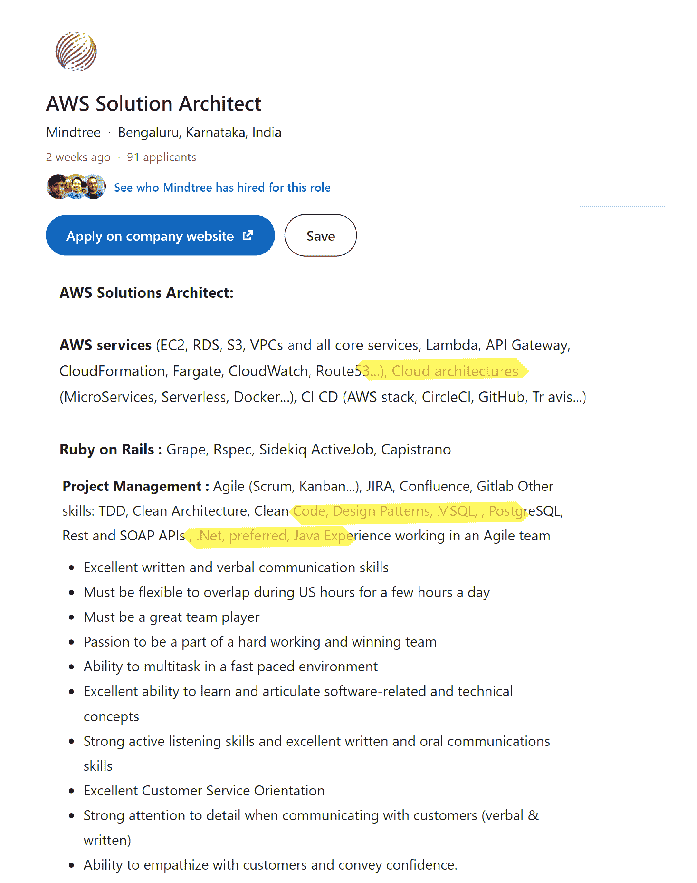 AWS Solution Architect
Mindtree · Bengaluru, Karnataka, India
2 weeks ago · 91 applicants
See who Mindtree has hired for this role
Apply on company website
Save
AWS Solutions Architect:
AWS services (EC2, RDS, S3, VPCs and all core services, Lambda, API Gateway,
CloudFormation, Fargate, CloudWatch, Route53...), Cloud architectures
(MicroServices, Serverless, Docker...), CI CD (AWS stack, CircleCI, GitHub, Tr avis...)
Ruby on Rails : Grape, Rspec, Sidekiq ActiveJob, Capistrano
Project Management : Agile (Scrum, Kanban...), JIRA, Confluence, Gitlab Other
skills: TDD, Clean Architecture, Clean Code, Design Patterns, .VSQL, , PostgreSQL,
Rest and SOAP APIs , .Net, preferred, Java Experience working in an Agile team
• Excellent written and verbal communication skills
• Must be flexible to overlap during US hours for a few hours a day
• Must be a great team player
• Passion to be a part of a hard working and winning team
• Ability to multitask in a fast paced environment
• Excellent ability to learn and articulate software-related and technical
concepts
• Strong active listening skills and excellent written and oral communications
skills
• Excellent Customer Service Orientation
• Strong attention to detail when communicating with customers (verbal &
written)
• Ability to empathize with customers and convey confidence.